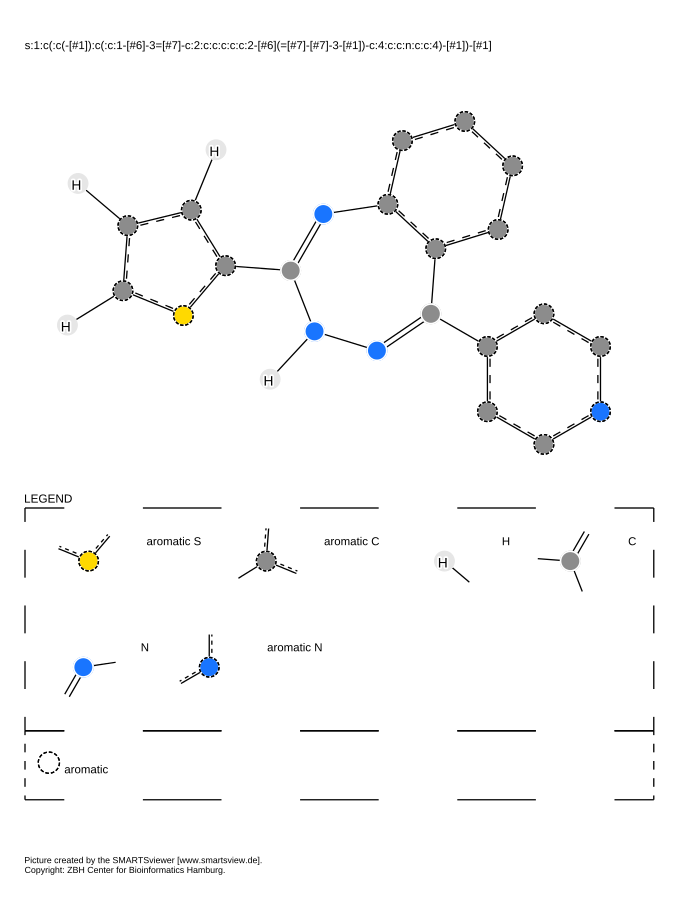 s:1:c(:c(-[#1]):c(:c:1-[#6]-3=[#7]-c:2:c:c:c:c:c:2-[#6](=[#7]-[#7]-3-[#1])-c:4:c:c:n:c:c:4)-[#1])-[#1]
H
H
H
H
LEGEND
aromatic S
aromatic C
H
H
C
N
aromatic N
aromatic
Picture created by the SMARTSviewer [www.smartsview.de].
Copyright: ZBH Center for Bioinformatics Hamburg.